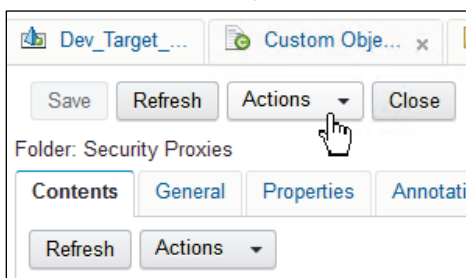 Dev_Target_... Custom Obje...
Save Refresh Actions Close
Folder: Security Proxies
Contents General Properties Annotati
Refresh Actions